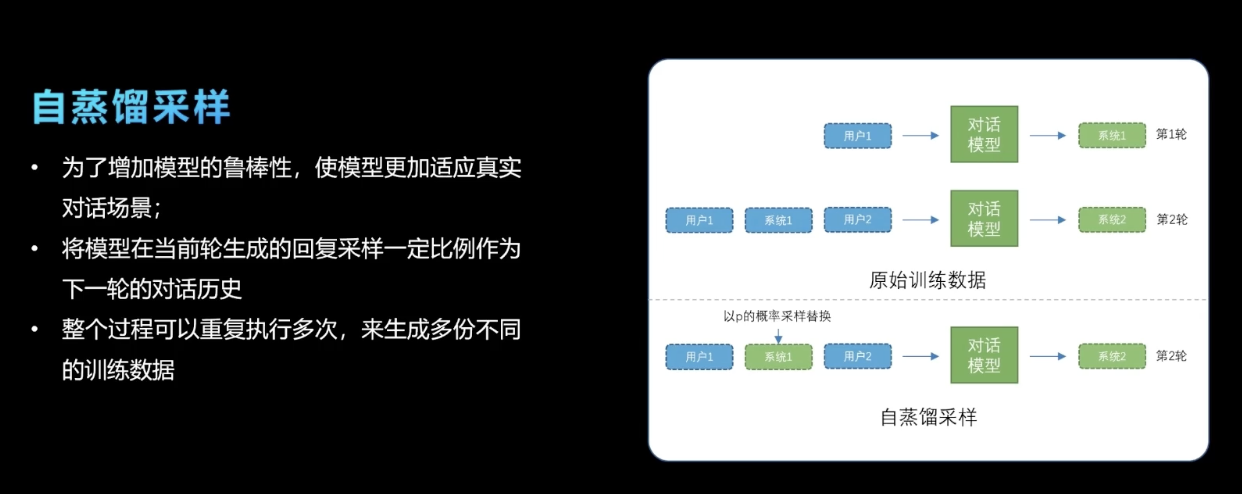 自蒸馏采样
• 为了增加模型的鲁棒性，使模型更加适应真实
对话场景；
• 将模型在当前轮生成的回复采样一定比例作为
下一轮的对话历史
• 整个过程可以重复执行多次，来生成多份不同
的训练数据
用户1 对话模型 系统1 第1轮
用户1 系统1 用户2 对话模型 系统2 第2轮
原始训练数据
以p的概率采样替换
用户1 系统1 用户2 对话模型 系统2 第2轮
自蒸馏采样